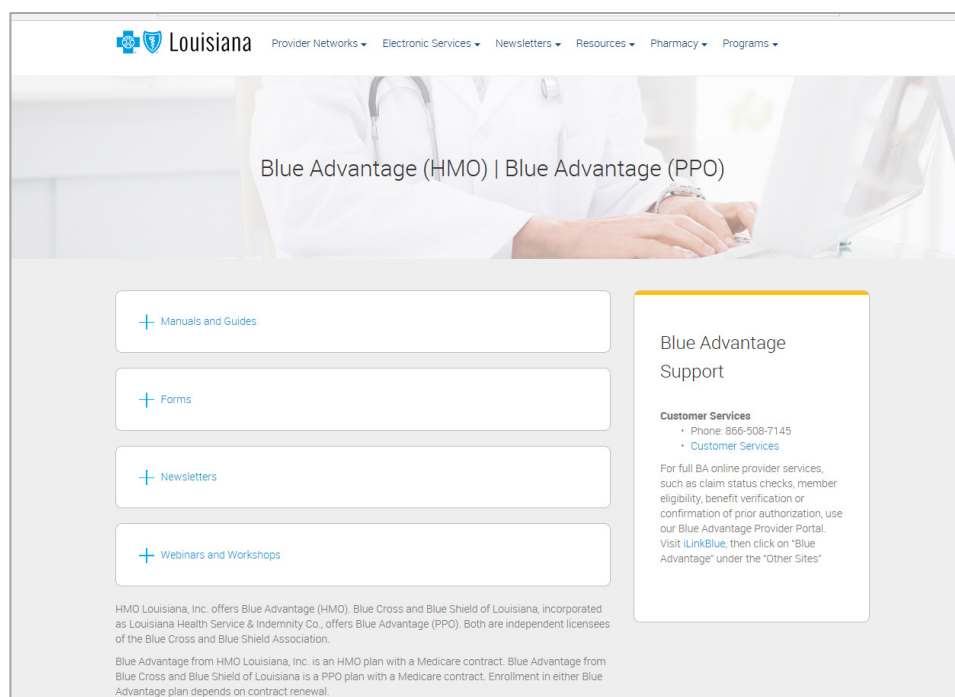 Louisiana
Provider Networks Electronic Services Newsletters Resources Pharmacy Programs
Blue Advantage (HMO) | Blue Advantage (PPO)
Manuals and Guides
Forms
Newsletters
Webinars and Workshops
HMO Louisiana, Inc. offers Blue Advantage (HMO). Blue Cross and Blue Shield of Louisiana, incorporated
as Louisiana Health Service & Indemnity Co., offers Blue Advantage (PPO). Both are independent licensees
of the Blue Cross and Blue Shield Association.
Blue Advantage from HMO Louisiana, Inc. is an HMO plan with a Medicare contract. Blue Advantage from
Blue Cross and Blue Shield of Louisiana is a PPO plan with a Medicare contract. Enrollment in either Blue
Advantage plan depends on contract renewal.
Blue Advantage
Support
Customer Services
• Phone: 866-508-7145
• Customer Services
For full BA online provider services,
such as claim status checks, member
eligibility, benefit verification or
confirmation of prior authorization, use
our Blue Advantage Provider Portal.
Visit iLinkBlue, then click on "Blue
Advantage" under the "Other Sites"